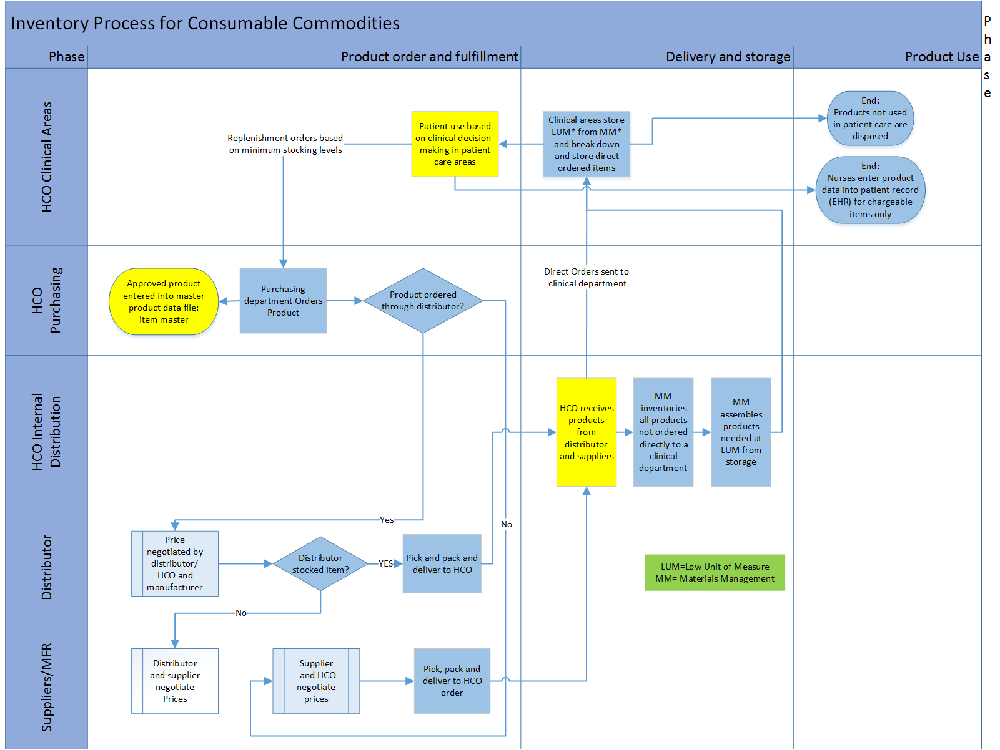 Inventory Process for Consumable Commodities
P
h
a
s
e
Phase
Product order and fulfillment
Delivery and storage
Product Use
HCO Clinical Areas
Replenishment orders based
on minimum stocking levels
Patient use based
on clinical decision-
making in patient
care areas
Clinical areas store
LUM* from MM*
and break down
and store direct
ordered items
End:
Products not used
in patient care are
disposed
End:
Nurses enter product
data into patient record
(EHR) for chargeable
items only
HCO
Purchasing
Approved product
entered into master
product data file:
item master
Purchasing
department Orders
Product
Product ordered
through distributor?
Direct Orders sent to
clinical department
HCO Internal
Distribution
HCO receives
products
from
distributor
and suppliers
MM
inventories
all products
not ordered
directly to a
clinical
department
MM
assembles
products
needed at
LUM from
storage
Distributor
Yes
No
Price
negotiated by
distributor/
HCO and
manufacturer
Distributor
stocked item?
YES
Pick and pack and
deliver to HCO
LUM=Low Unit of Measure
MM= Materials Management
No
Suppliers/MFR
Distributor
and supplier
negotiate
Prices
Supplier
and HCO
negotiate
prices
Pick, pack and
deliver to HCO
order